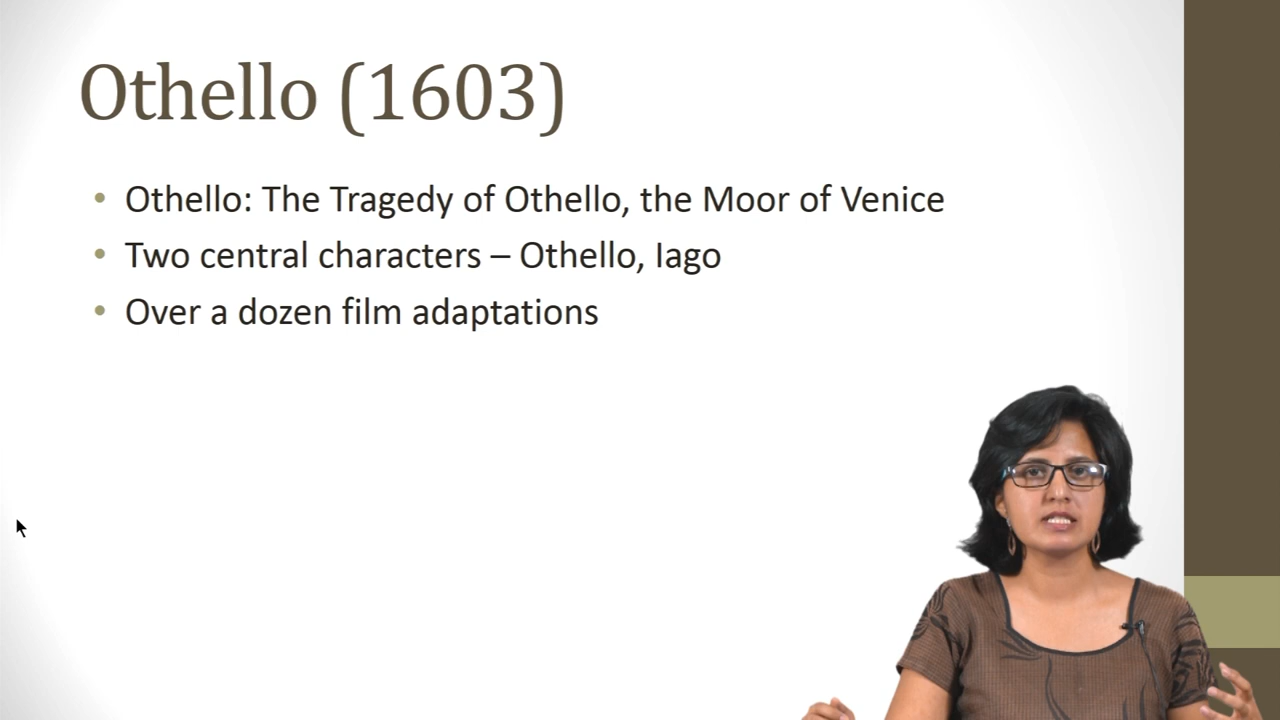 Othello (1603)
• Othello: The Tragedy of Othello, the Moor of Venice
• Two central characters – Othello, Iago
• Over a dozen film adaptations